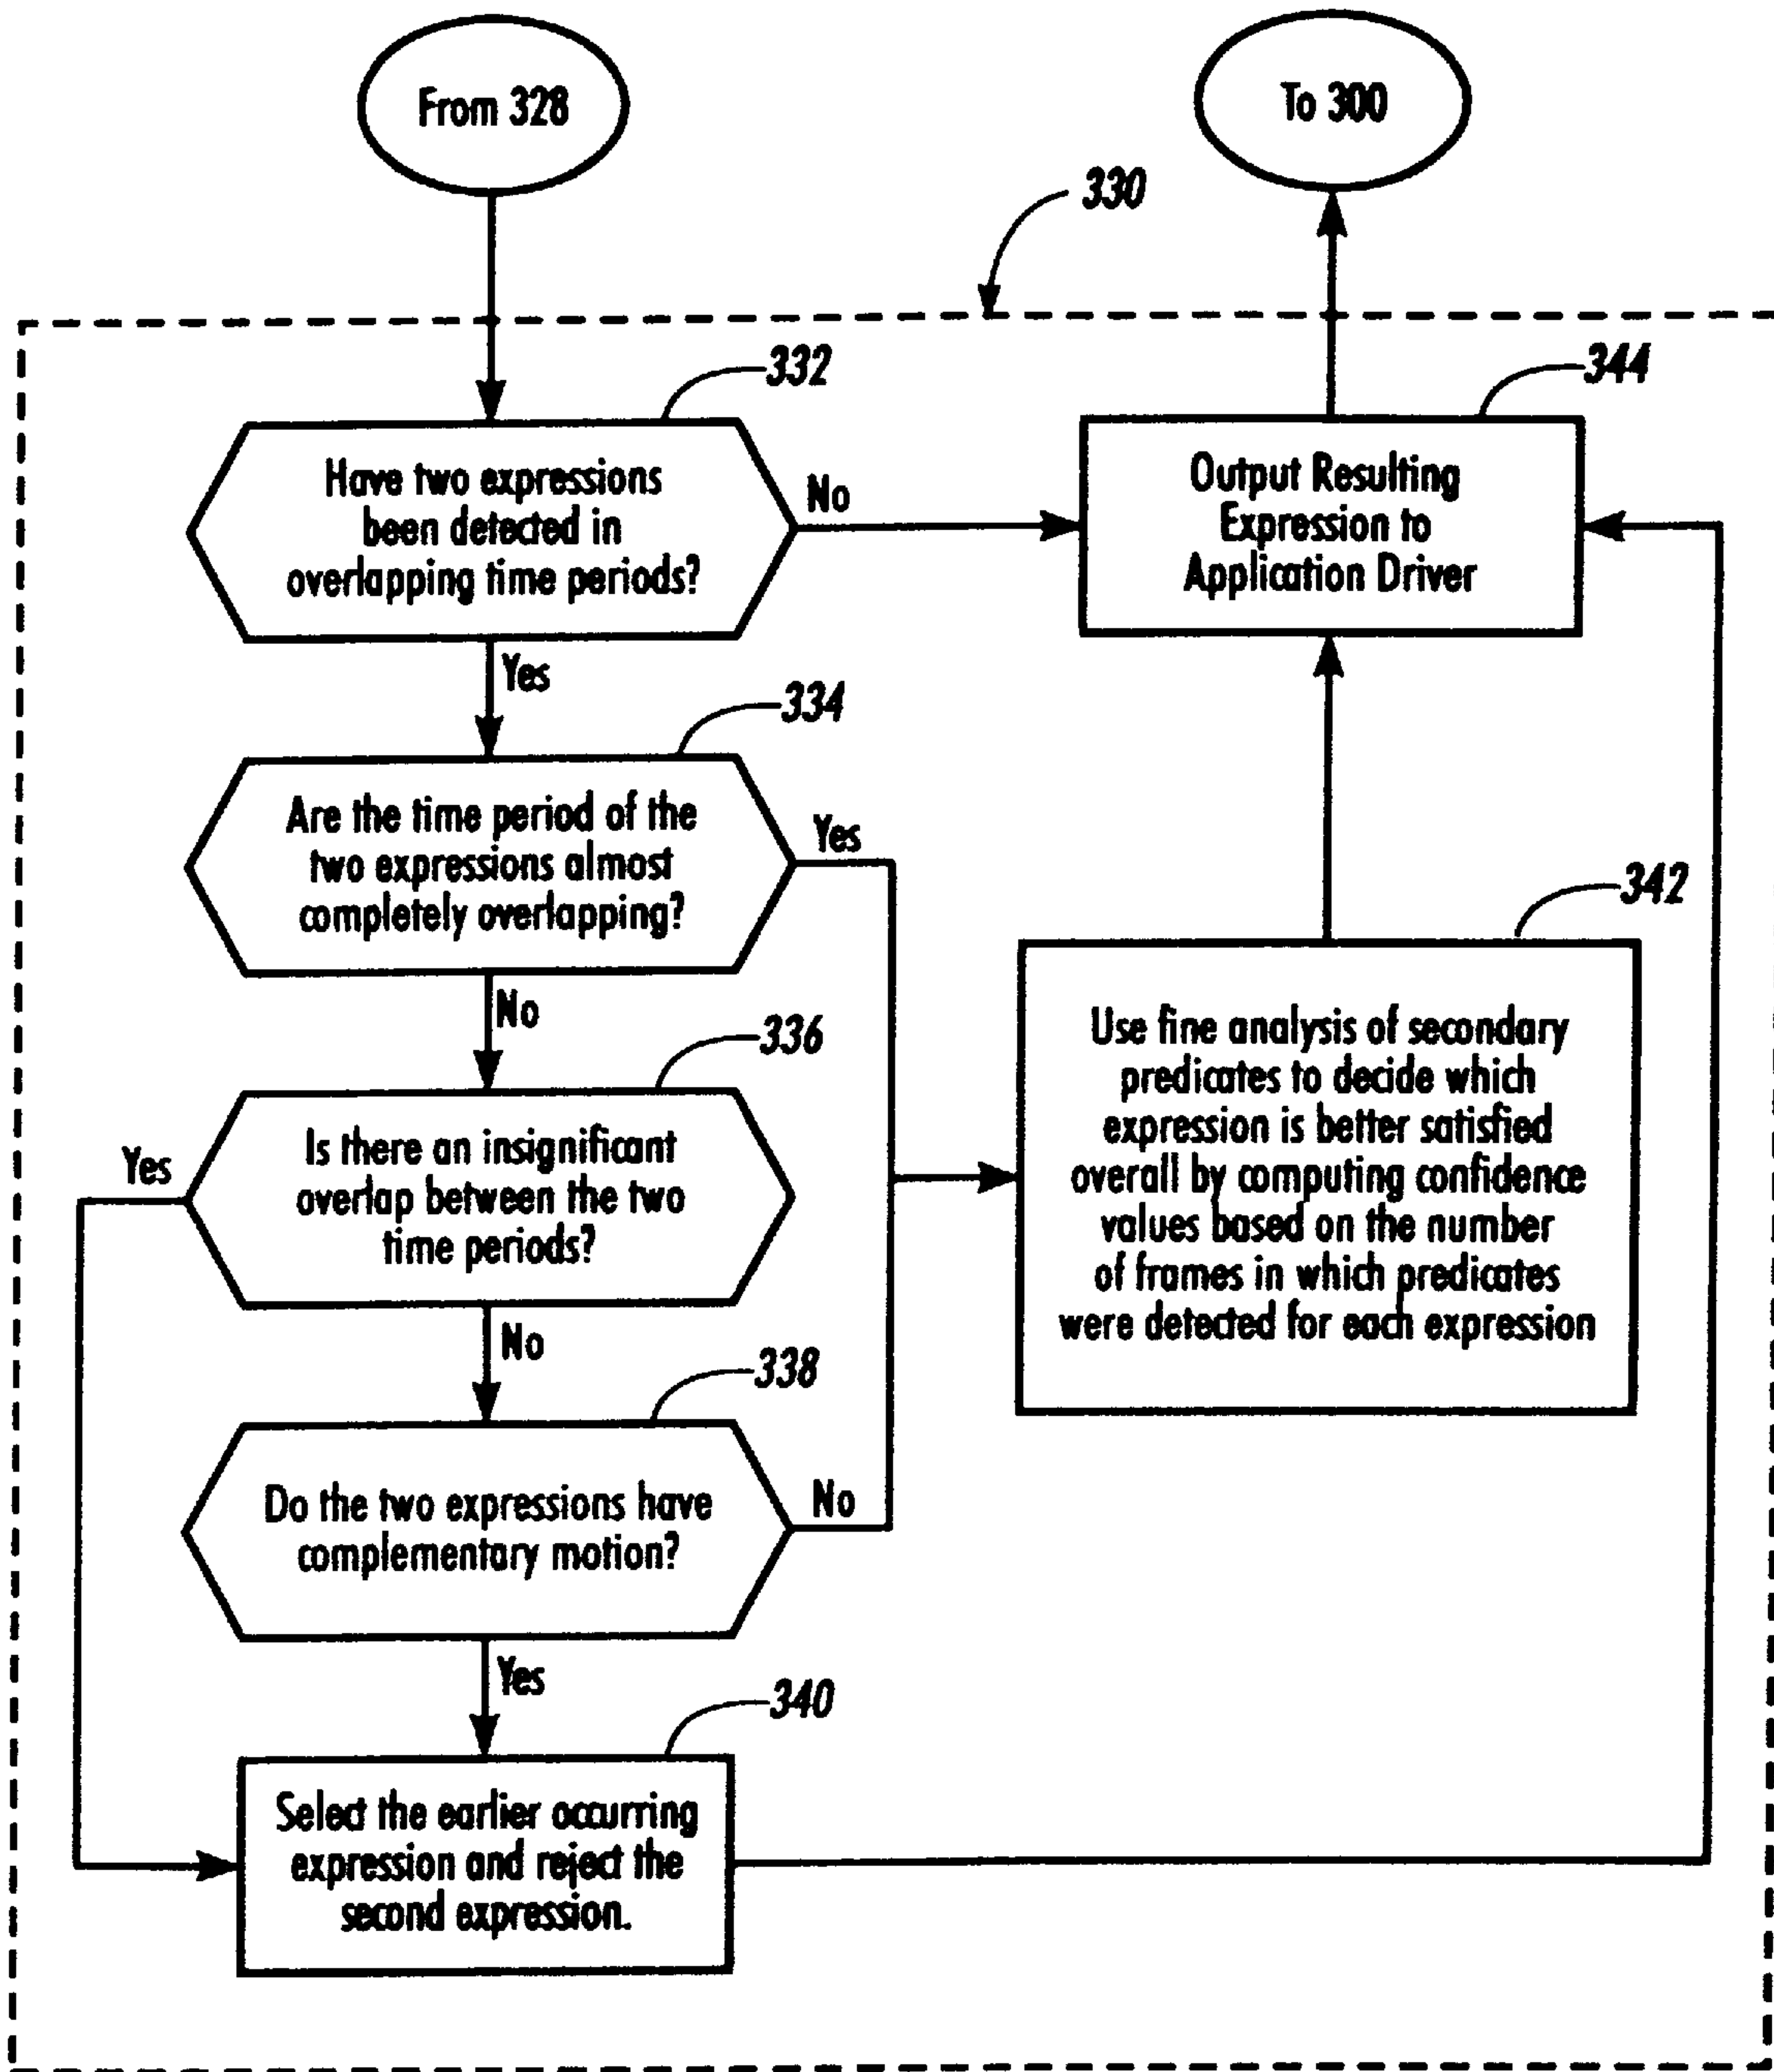 From 328
To 300
330
332
Have two expressions
been detected in
overlapping time periods?
No
344
Output Resulting
Expression to
Application Driver
Yes
334
Are the time period of the
two expressions almost
completely overlapping?
Yes
No
336
Is there an insignificant
overlap between the two
time periods?
Yes
No
342
Use fine analysis of secondary
predicates to decide which
expression is better satisfied
overall by computing confidence
values based on the number
of frames in which predicates
were detected for each expression
338
Do the two expressions have
complementary motion?
No
Yes
340
Select the earlier occurring
expression and reject the
second expression.